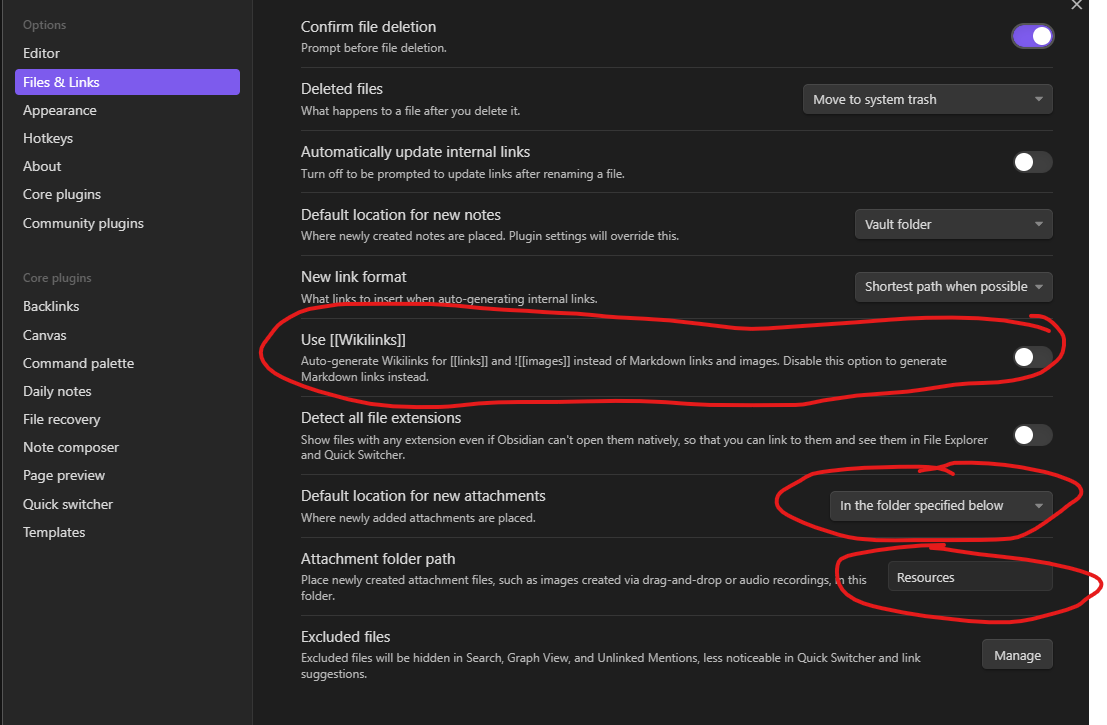 Options
Editor
Files & Links
Appearance
Hotkeys
About
Core plugins
Community plugins
Core plugins
Backlinks
Canvas
Command palette
Daily notes
File recovery
Note composer
Page preview
Quick switcher
Templates
Confirm file deletion
Prompt before file deletion.
Deleted files
What happens to a file after you delete it.
Move to system trash
Automatically update internal links
Turn off to be prompted to update links after renaming a file.
Default location for new notes
Where newly created notes are placed. Plugin settings will override this.
Vault folder
New link format
What links to insert when auto-generating internal links.
Shortest path when possible
Use [[Wikilinks]]
Auto-generate Wikilinks for [[links]] and ![[images]] instead of Markdown links and images. Disable this option to generate
Markdown links instead.
Detect all file extensions
Show files with any extension even if Obsidian can't open them natively, so that you can link to them and see them in File Explorer
and Quick Switcher.
Default location for new attachments
Where newly added attachments are placed.
In the folder specified below
Attachment folder path
Place newly created attachment files, such as images created via drag-and-drop or audio recordings, in this
folder.
Resources
Excluded files
Excluded files will be hidden in Search, Graph View, and Unlinked Mentions, less noticeable in Quick Switcher and link
suggestions.
Manage